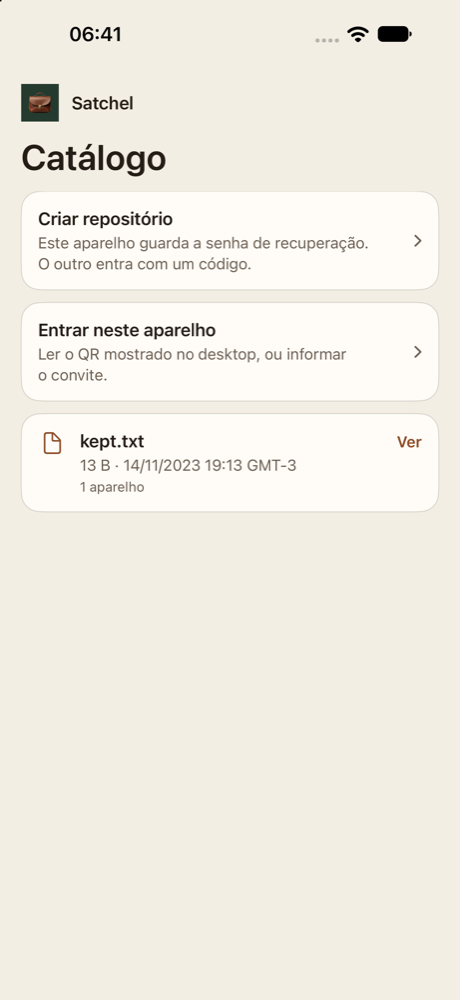 06:41
Satchel
Catálogo
Criar repositório
Este aparelho guarda a senha de recuperação.
O outro entra com um código.
Entrar neste aparelho
Ler o QR mostrado no desktop, ou informar
o convite.
kept.txt
Ver
13 B · 14/11/2023 19:13 GMT-3
1 aparelho